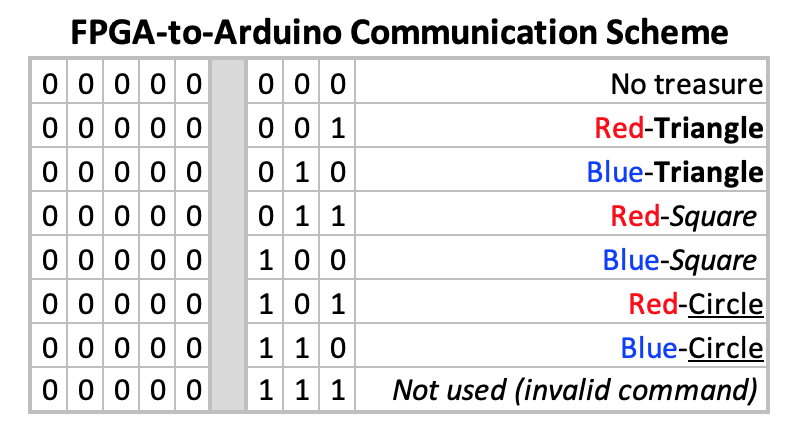 FPGA-to-Arduino Communication Scheme
0 0 0 0 0 0 0 0 No treasure
0 0 0 0 0 0 0 1 Red-Triangle
0 0 0 0 0 0 1 0 Blue-Triangle
0 0 0 0 0 0 1 1 Red-Square
0 0 0 0 0 1 0 0 Blue-Square
0 0 0 0 0 1 0 1 Red-Circle
0 0 0 0 0 1 1 0 Blue-Circle
0 0 0 0 0 1 1 1 Not used (invalid command)